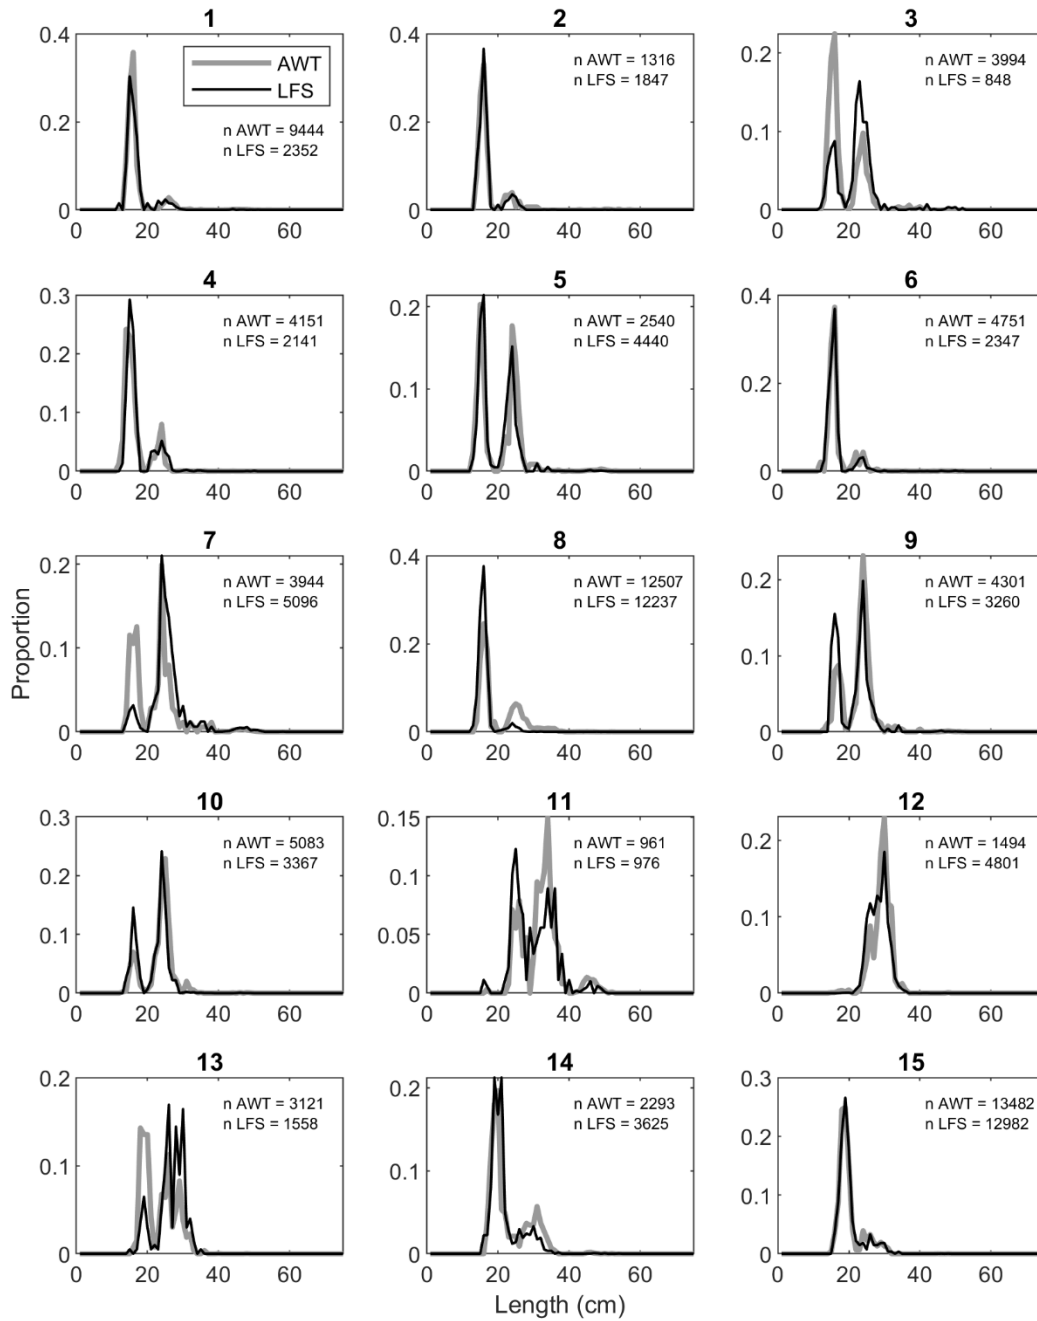 1
0.4
0.2
0
0 20 40 60
AWT
LFS
n AWT = 9444
n LFS = 2352
2
0.4
0.2
0
0 20 40 60
n AWT = 1316
n LFS = 1847
3
0.2
0.1
0
0 20 40 60
n AWT = 3994
n LFS = 848
4
0.3
0.2
0.1
0
0 20 40 60
n AWT = 4151
n LFS = 2141
5
0.2
0.1
0
0 20 40 60
n AWT = 2540
n LFS = 4440
6
0.4
0.2
0
0 20 40 60
n AWT = 4751
n LFS = 2347
Proportion
7
0.2
0.1
0
0 20 40 60
n AWT = 3944
n LFS = 5096
8
0.4
0.2
0
0 20 40 60
n AWT = 12507
n LFS = 12237
9
0.2
0.1
0
0 20 40 60
n AWT = 4301
n LFS = 3260
10
0.3
0.2
0.1
0
0 20 40 60
n AWT = 5083
n LFS = 3367
11
0.15
0.1
0.05
0
0 20 40 60
n AWT = 961
n LFS = 976
12
0.2
0.1
0
0 20 40 60
n AWT = 1494
n LFS = 4801
13
0.2
0.1
0
0 20 40 60
n AWT = 3121
n LFS = 1558
14
0.2
0.1
0
0 20 40 60
n AWT = 2293
n LFS = 3625
15
0.3
0.2
0.1
0
0 20 40 60
n AWT = 13482
n LFS = 12982
Length (cm)